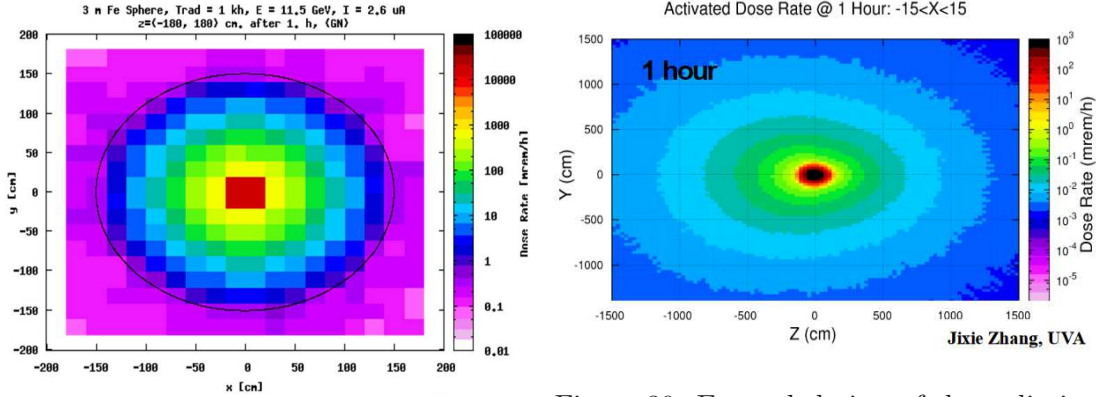 3 m Fe Sphere, Trad = 1 kh, E = 11.5 GeV, I = 2.6 uA
z=(-180, 180) cm. after 1. h, (GN)
200
150
100
50
0
-50
-100
-150
-200
y [cm]
-200 -150 -100 -50 0 50 100 150 200
x [cm]
100000
10000
1000
100
10
1
0.1
0.01
Dose Rate [mrem/h]
Activated Dose Rate @ 1 Hour: -15<X<15
1 hour
1500
1000
500
0
-500
-1000
Y (cm)
-1500 -1000 -500 0 500 1000 1500
Z (cm)
10³
10²
10¹
10⁰
10⁻¹
10⁻²
10⁻³
10⁻⁴
10⁻⁵
Dose Rate (mrem/h)
Jixie Zhang, UVA